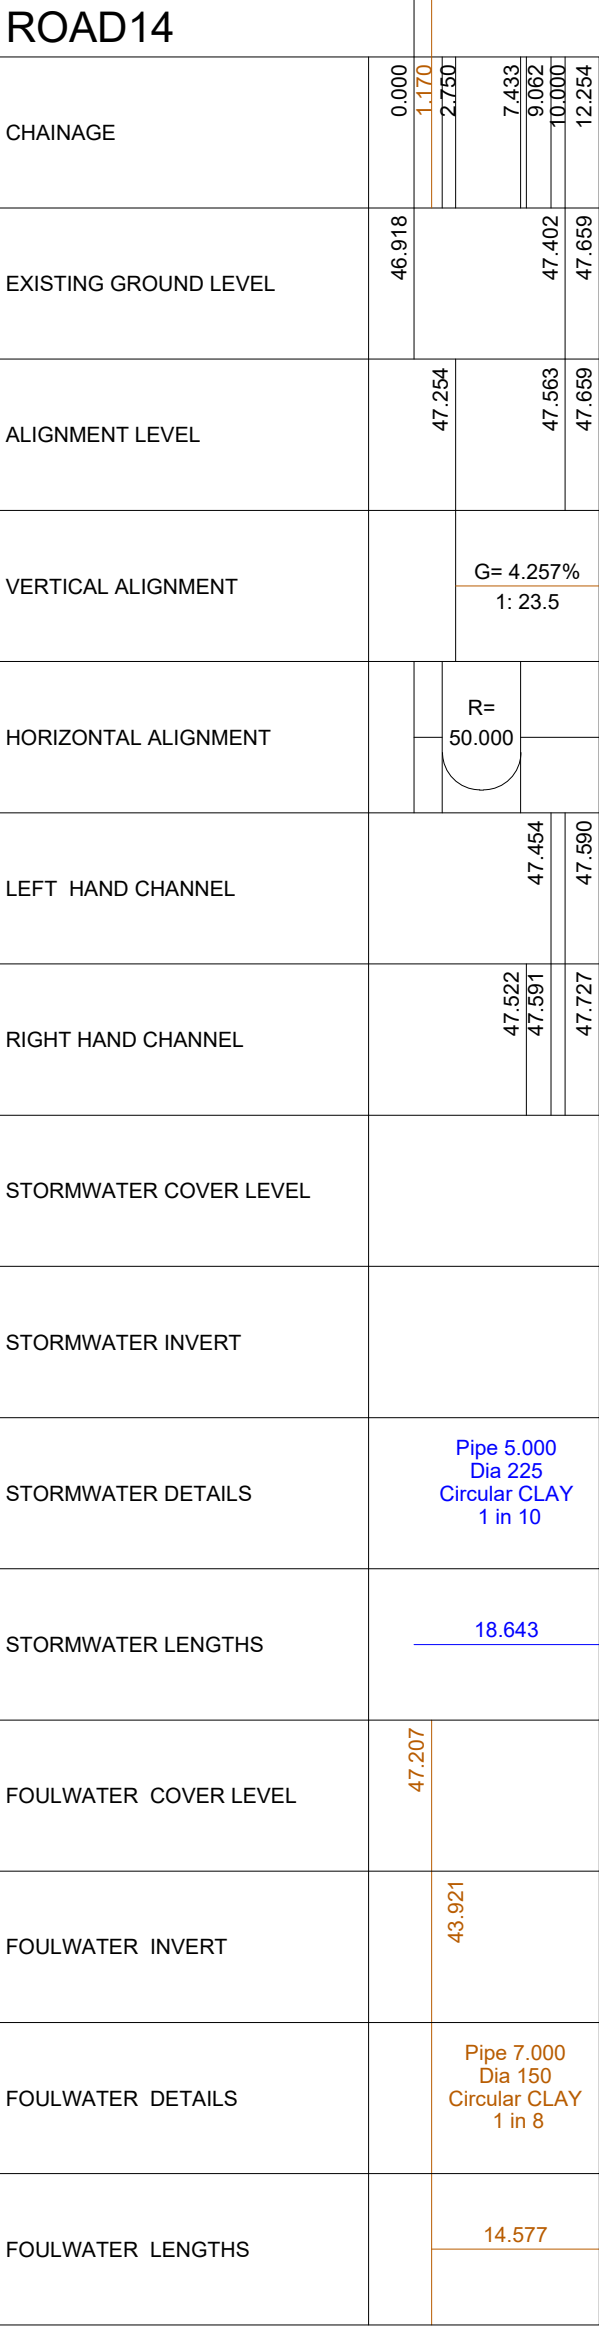 ROAD14
CHAINAGE
0.000
1.170
2.750
7.433
9.062
10.000
12.254
EXISTING GROUND LEVEL
46.918
47.402
47.659
ALIGNMENT LEVEL
47.254
47.563
47.659
VERTICAL ALIGNMENT
G= 4.257%
1: 23.5
HORIZONTAL ALIGNMENT
R=
50.000
LEFT  HAND CHANNEL
47.454
47.590
RIGHT HAND CHANNEL
47.522
47.591
47.727
STORMWATER COVER LEVEL
STORMWATER INVERT
STORMWATER DETAILS
Pipe 5.000
Dia 225
Circular CLAY
1 in 10
STORMWATER LENGTHS
18.643
FOULWATER  COVER LEVEL
47.207
FOULWATER  INVERT
43.921
FOULWATER  DETAILS
Pipe 7.000
Dia 150
Circular CLAY
1 in 8
FOULWATER  LENGTHS
14.577